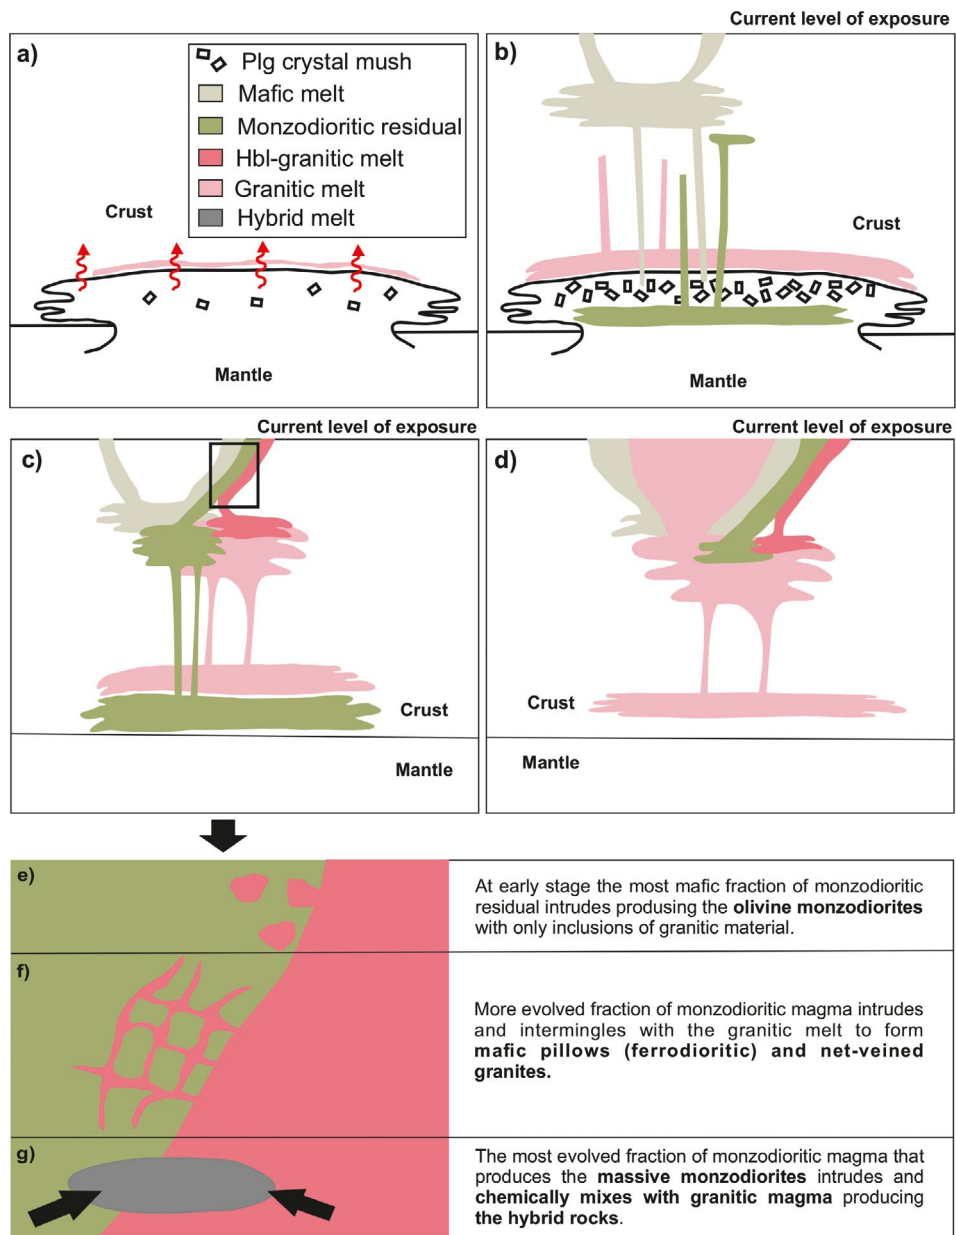 Current level of exposure
a)
Plg crystal mush
Mafic melt
Monzodioritic residual
Hbl-granitic melt
Granitic melt
Hybrid melt
Crust
Mantle
b)
Crust
Mantle
Current level of exposure
c)
Crust
Mantle
Current level of exposure
d)
Crust
Mantle
e)
At early stage the most mafic fraction of monzodioritic
residual intrudes produsing the olivine monzodiorites
with only inclusions of granitic material.
f)
More evolved fraction of monzodioritic magma intrudes
and intermingles with the granitic melt to form
mafic pillows (ferrodioritic) and net-veined
granites.
g)
The most evolved fraction of monzodioritic magma that
produces the massive monzodiorites intrudes and
chemically mixes with granitic magma producing
the hybrid rocks.